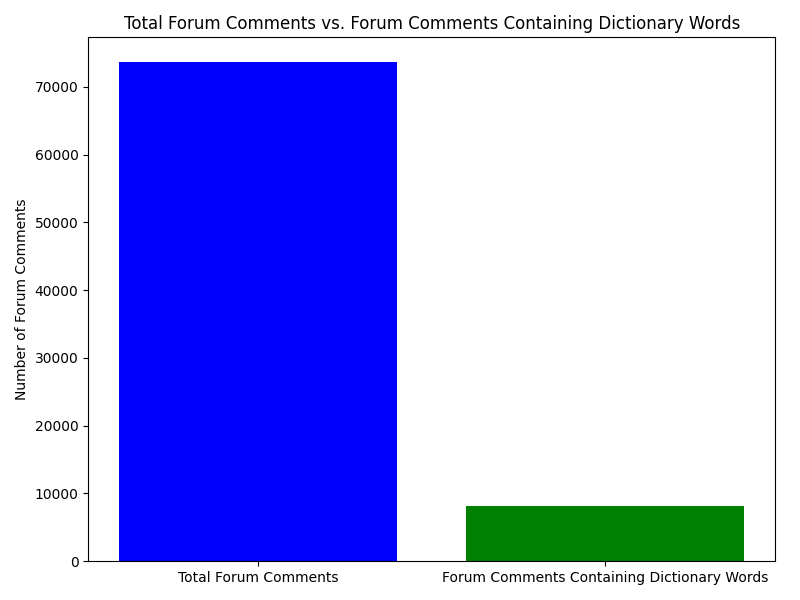 Total Forum Comments vs. Forum Comments Containing Dictionary Words
Number of Forum Comments
70000
60000
50000
40000
30000
20000
10000
0
Total Forum Comments
Forum Comments Containing Dictionary Words